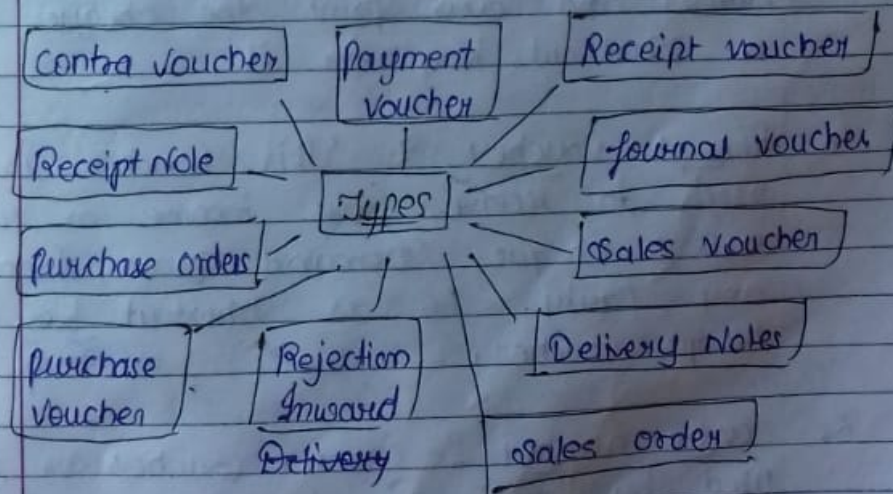 Contra Voucher
Payment
Voucher
Receipt Voucher
Receipt Note
Types
Journal Voucher
Purchase orders
Sales Voucher
Purchase
Voucher
Rejection
Inward
Delivery
Delivery Notes
Sales order